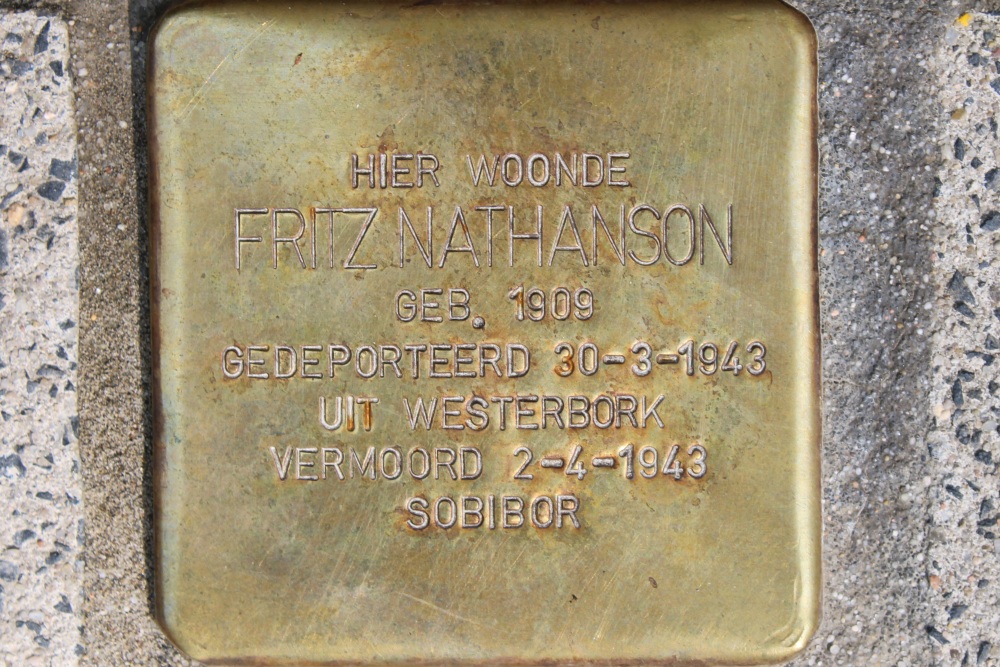 HIER WOONDE
FRITZ NATHANSON
GEB. 1909
GEDEPORTEERD 30-3-1943
UIT WESTERBORK
VERMOORD 2-4-1943
SOBIBOR